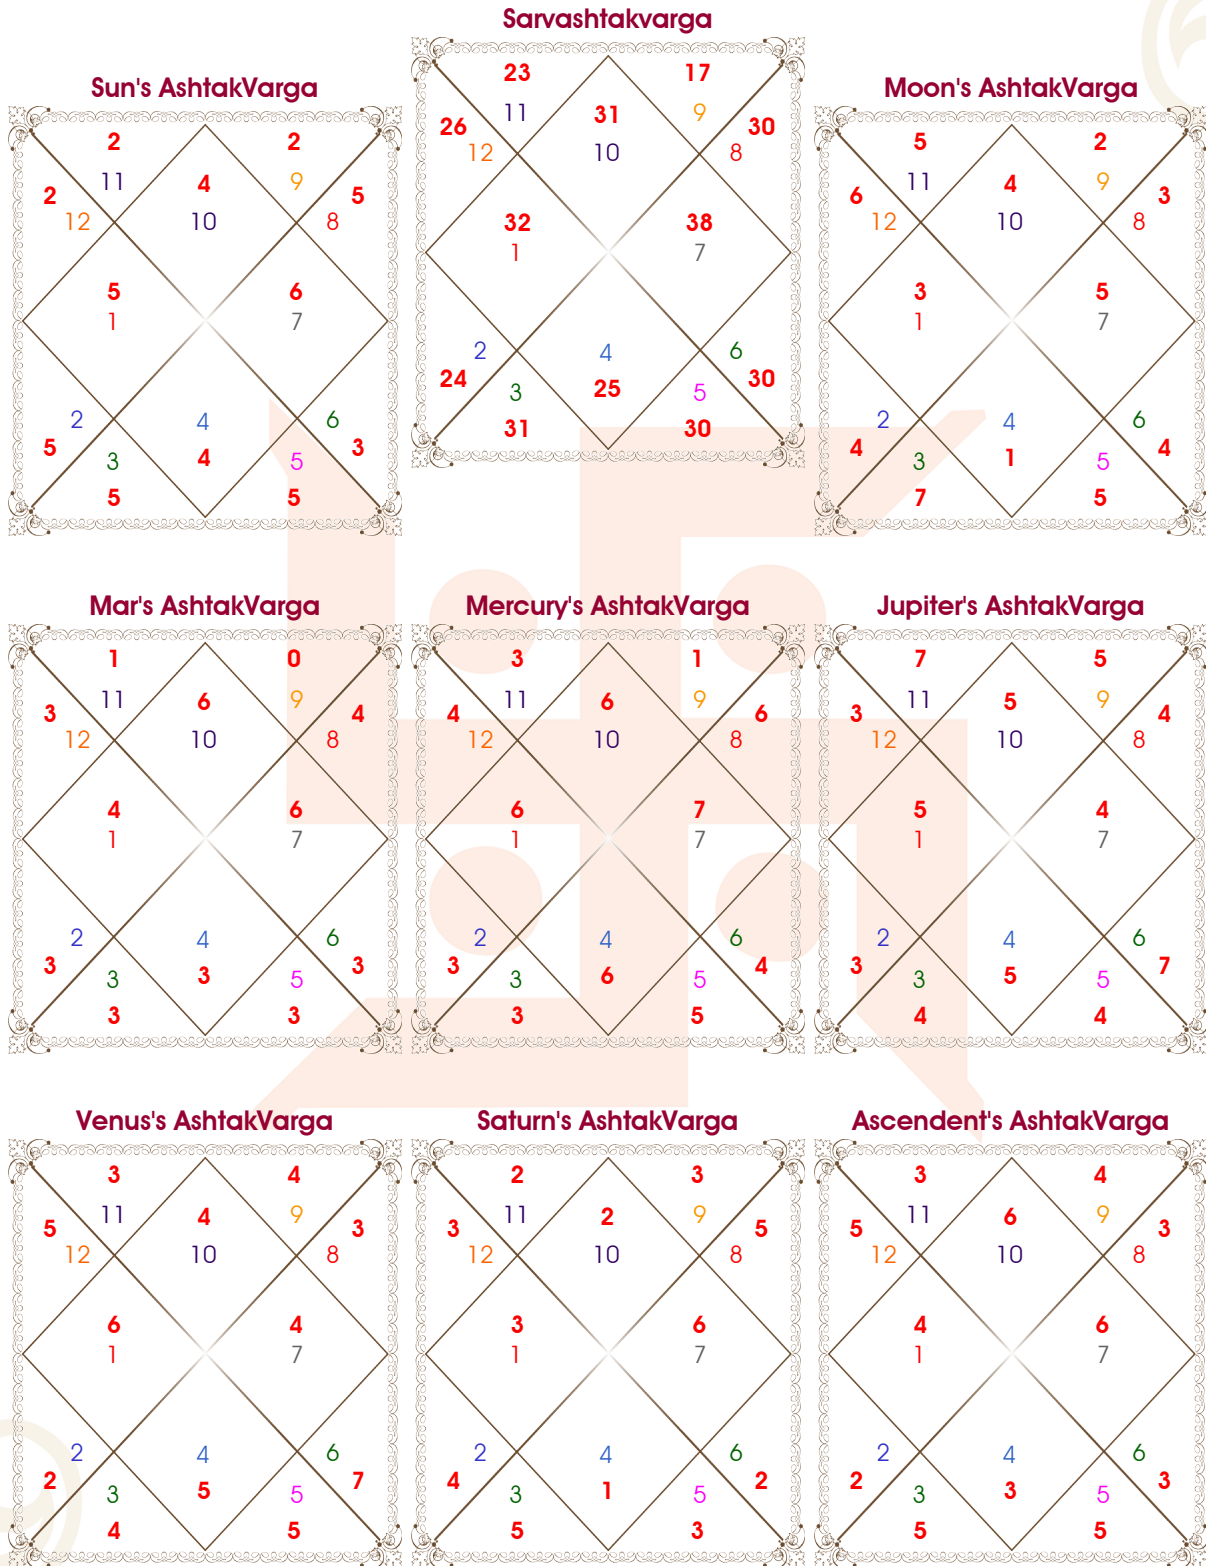 Sarvashtakvarga
23 17
11 31 9
26 30
12 10 8
32 38
1 7
2 4 6
24 25 30
3 5
31 30
Sun's AshtakVarga
2 2
11 4 9
2 5
12 10 8
5 6
1 7
2 4 6
5 4 3
3 5
5 5
Moon's AshtakVarga
5 2
11 4 9
6 3
12 10 8
3 5
1 7
2 4 6
4 1 4
3 5
7 5
Mar's AshtakVarga
1 0
11 6 9
3 4
12 10 8
4 6
1 7
2 4 6
3 3 3
3 5
3 3
Mercury's AshtakVarga
3 1
11 6 9
4 6
12 10 8
6 7
1 7
2 4 6
3 6 4
3 5
3 5
Jupiter's AshtakVarga
7 5
11 5 9
3 4
12 10 8
5 4
1 7
2 4 6
3 5 7
3 5
4 4
Venus's AshtakVarga
3 4
11 4 9
5 3
12 10 8
6 4
1 7
2 4 6
2 5 7
3 5
4 5
Saturn's AshtakVarga
2 3
11 2 9
3 5
12 10 8
3 6
1 7
2 4 6
4 1 2
3 5
5 3
Ascendent's AshtakVarga
3 4
11 6 9
5 3
12 10 8
4 6
1 7
2 4 6
2 3 3
3 5
5 5